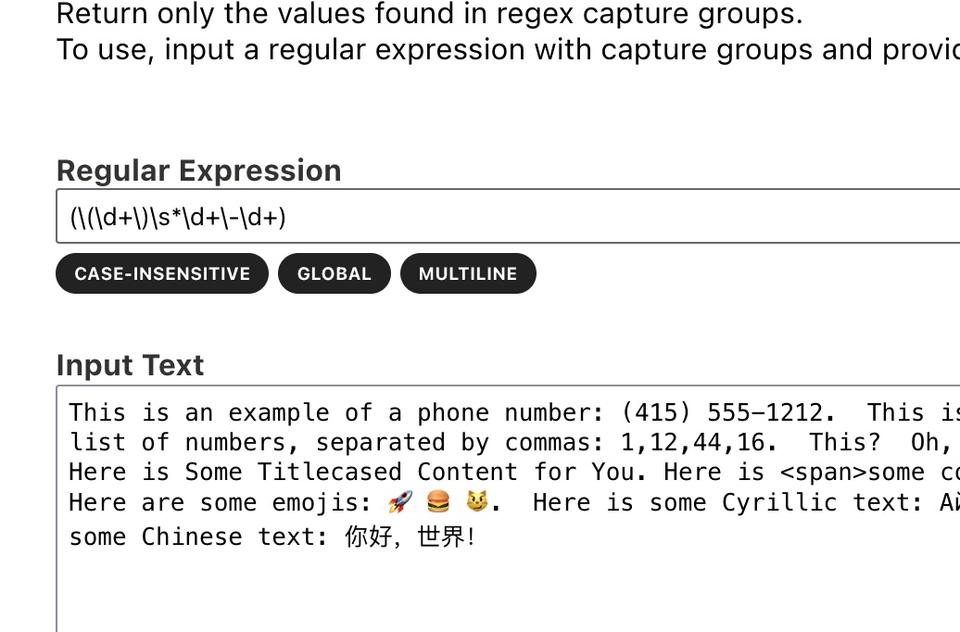 Return only the values found in regex capture groups.
To use, input a regular expression with capture groups and provid
Regular Expression
(\(\d+\)\s*\d+\-\d+)
CASE-INSENSITIVE GLOBAL MULTILINE
Input Text
This is an example of a phone number: (415) 555–1212.  This is
list of numbers, separated by commas: 1,12,44,16.  This?  Oh,
Here is Some Titlecased Content for You. Here is <span>some co
Here are some emojis: 🚀 🍔 😼.  Here is some Cyrillic text: Ай
some Chinese text: 你好，世界！